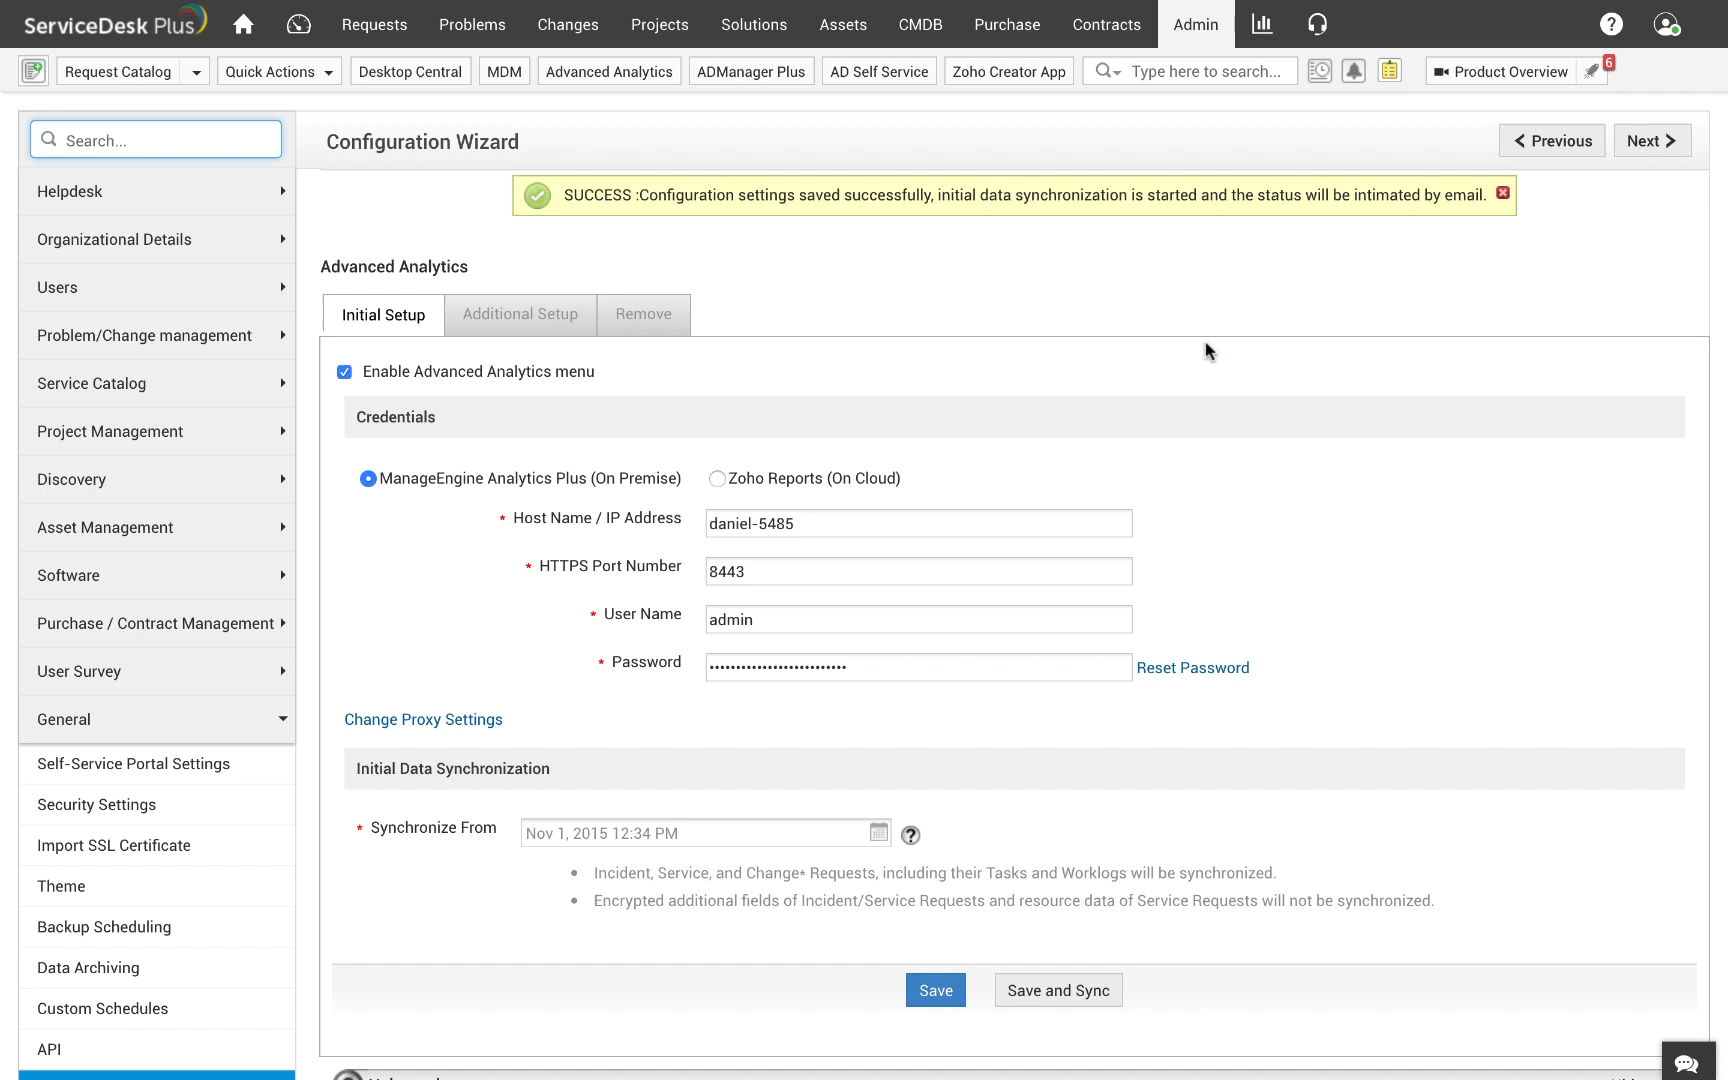 ServiceDesk Plus
Requests
Problems
Changes
Projects
Solutions
Assets
CMDB
Purchase
Contracts
Admin
?
Request Catalog
Quick Actions
Desktop Central
MDM
Advanced Analytics
ADManager Plus
AD Self Service
Zoho Creator App
Type here to search...
Product Overview
6
Search...
Helpdesk
Organizational Details
Users
Problem/Change management
Service Catalog
Project Management
Discovery
Asset Management
Software
Purchase / Contract Management
User Survey
General
Self-Service Portal Settings
Security Settings
Import SSL Certificate
Theme
Backup Scheduling
Data Archiving
Custom Schedules
API
Configuration Wizard
Previous
Next
SUCCESS :Configuration settings saved successfully, initial data synchronization is started and the status will be intimated by email.
Advanced Analytics
Initial Setup
Additional Setup
Remove
Enable Advanced Analytics menu
Credentials
ManageEngine Analytics Plus (On Premise)
Zoho Reports (On Cloud)
* Host Name / IP Address
daniel-5485
* HTTPS Port Number
8443
* User Name
admin
* Password
••••••••••••••••••••••••••
Reset Password
Change Proxy Settings
Initial Data Synchronization
* Synchronize From
Nov 1, 2015 12:34 PM
?
• Incident, Service, and Change* Requests, including their Tasks and Worklogs will be synchronized.
• Encrypted additional fields of Incident/Service Requests and resource data of Service Requests will not be synchronized.
Save
Save and Sync